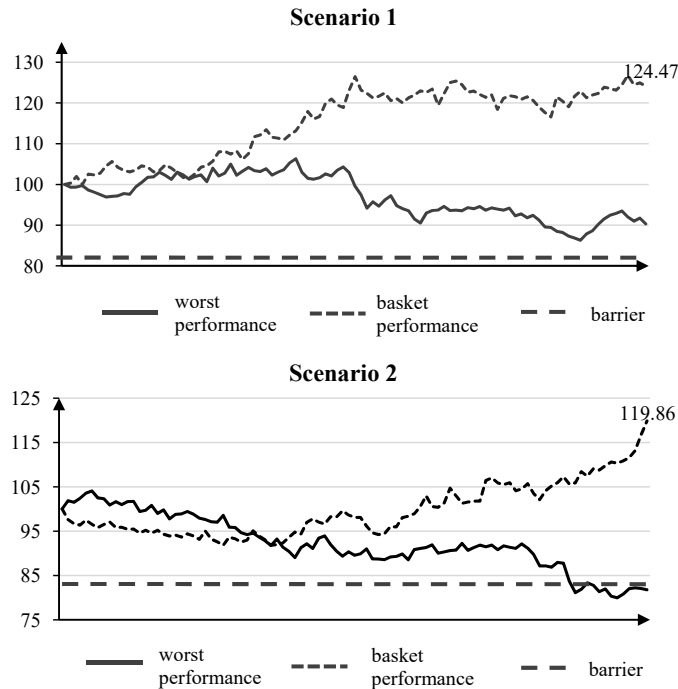 Scenario 1
130
124.47
120
110
100
90
80
worst performance
basket performance
barrier
Scenario 2
125
119.86
115
105
95
85
75
worst performance
basket performance
barrier